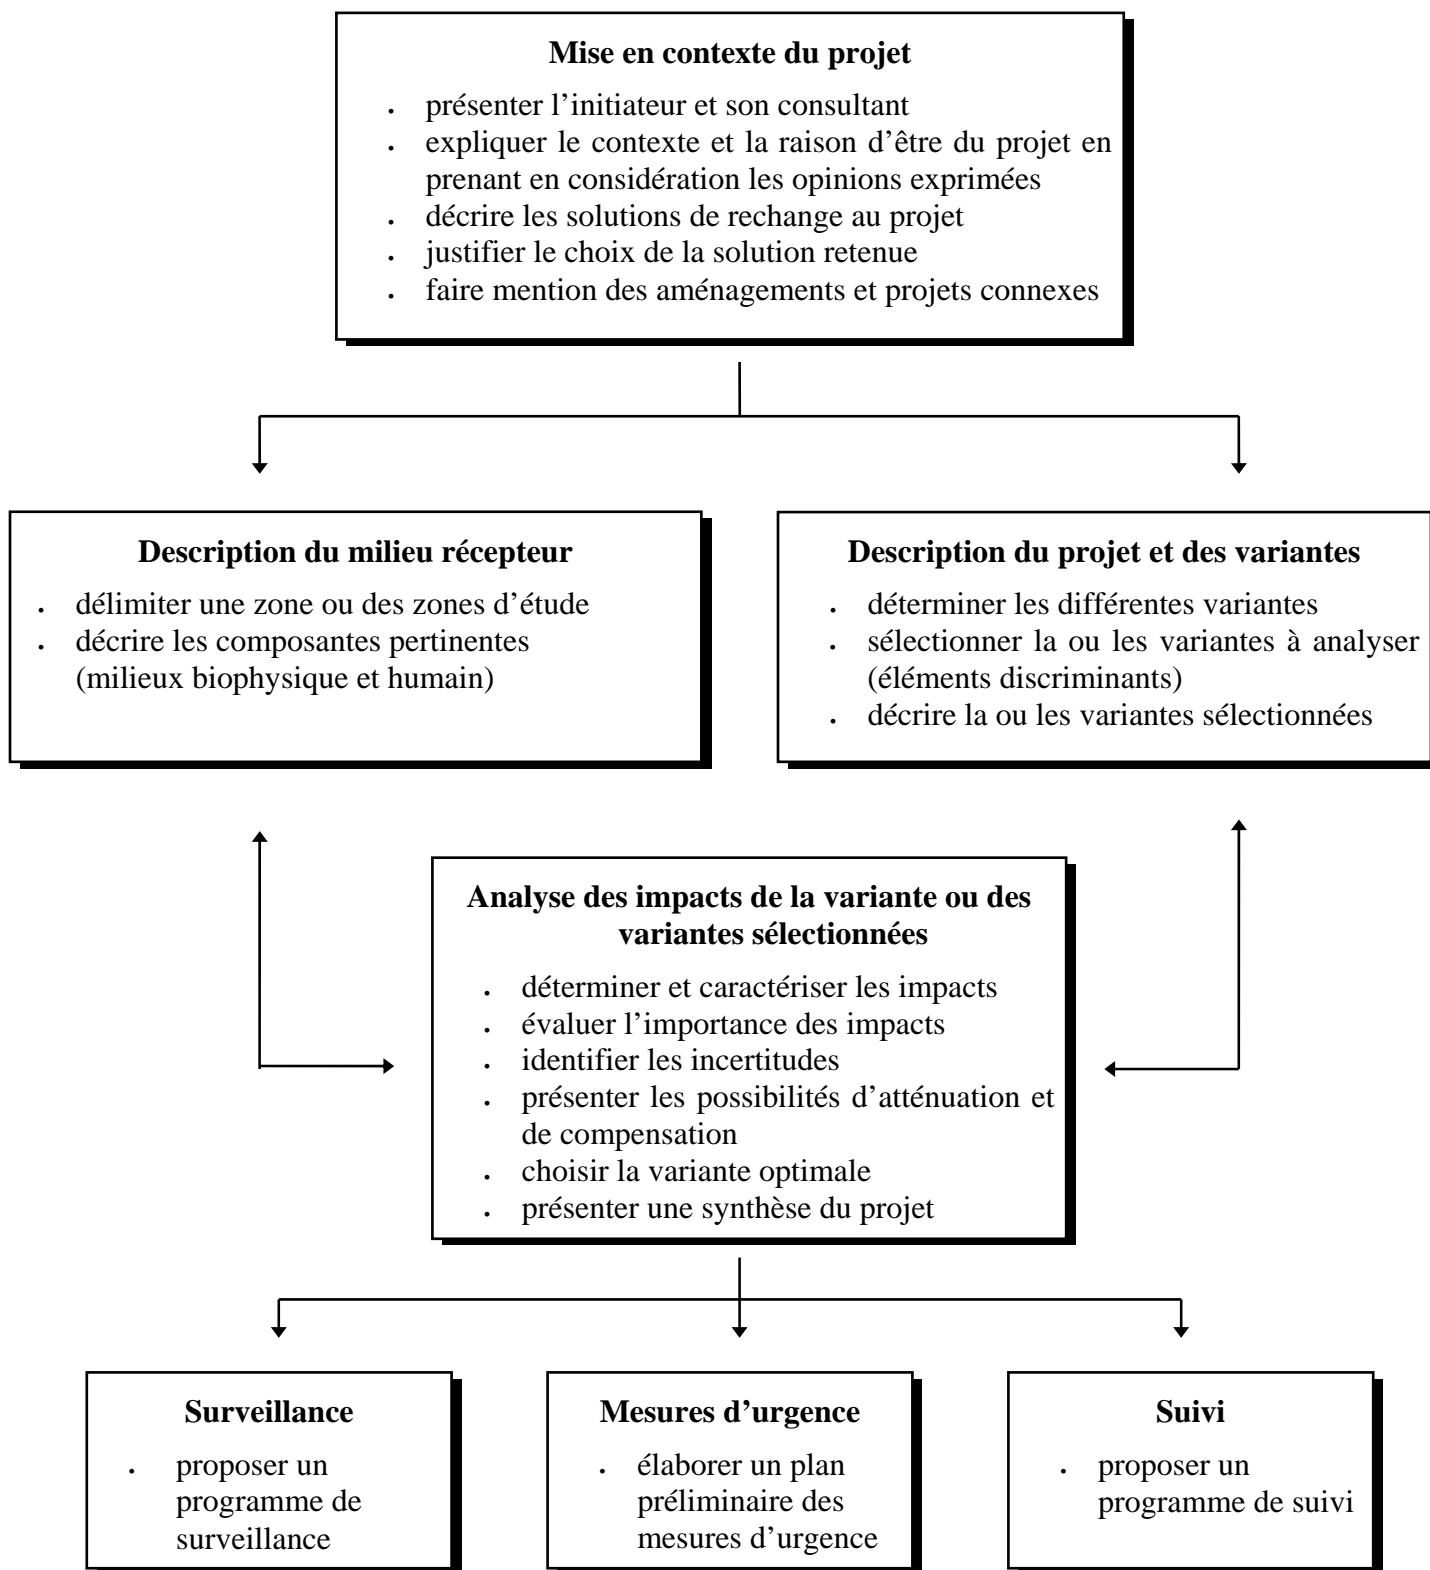 Mise en contexte du projet
. présenter l’initiateur et son consultant
. expliquer le contexte et la raison d’être du projet en
prenant en considération les opinions exprimées
. décrire les solutions de rechange au projet
. justifier le choix de la solution retenue
. faire mention des aménagements et projets connexes
Description du milieu récepteur
. délimiter une zone ou des zones d’étude
. décrire les composantes pertinentes
(milieux biophysique et humain)
Description du projet et des variantes
. déterminer les différentes variantes
. sélectionner la ou les variantes à analyser
(éléments discriminants)
. décrire la ou les variantes sélectionnées
Analyse des impacts de la variante ou des
variantes sélectionnées
. déterminer et caractériser les impacts
. évaluer l’importance des impacts
. identifier les incertitudes
. présenter les possibilités d’atténuation et
de compensation
. choisir la variante optimale
. présenter une synthèse du projet
Surveillance
. proposer un
programme de
surveillance
Mesures d’urgence
. élaborer un plan
préliminaire des
mesures d’urgence
Suivi
. proposer un
programme de suivi